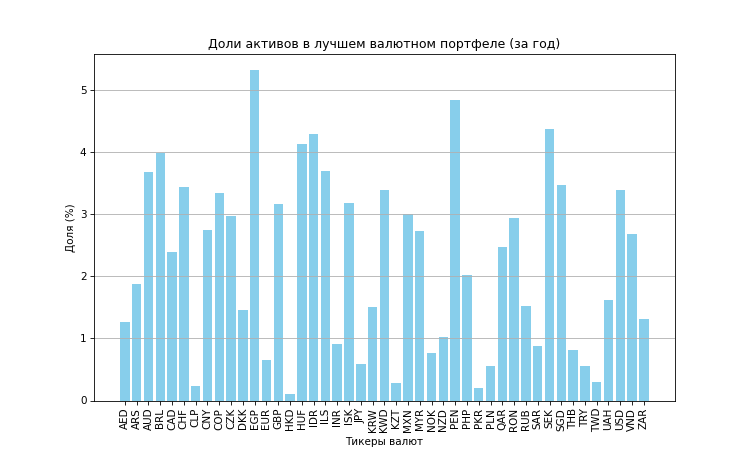 Доли активов в лучшем валютном портфеле (за год)
Доля (%)
5
4
3
2
1
0
AED ARS AUD BRL CAD CHF CLP CNY COP CZK DKK EGP EUR GBP HKD HUF IDR ILS INR ISK JPY KRW KWD KZT MXN MYR NOK NZD PEN PHP PKR PLN QAR RON RUB SAR SEK SGD THB TRY TWD UAH USD VND ZAR
Тикеры валют